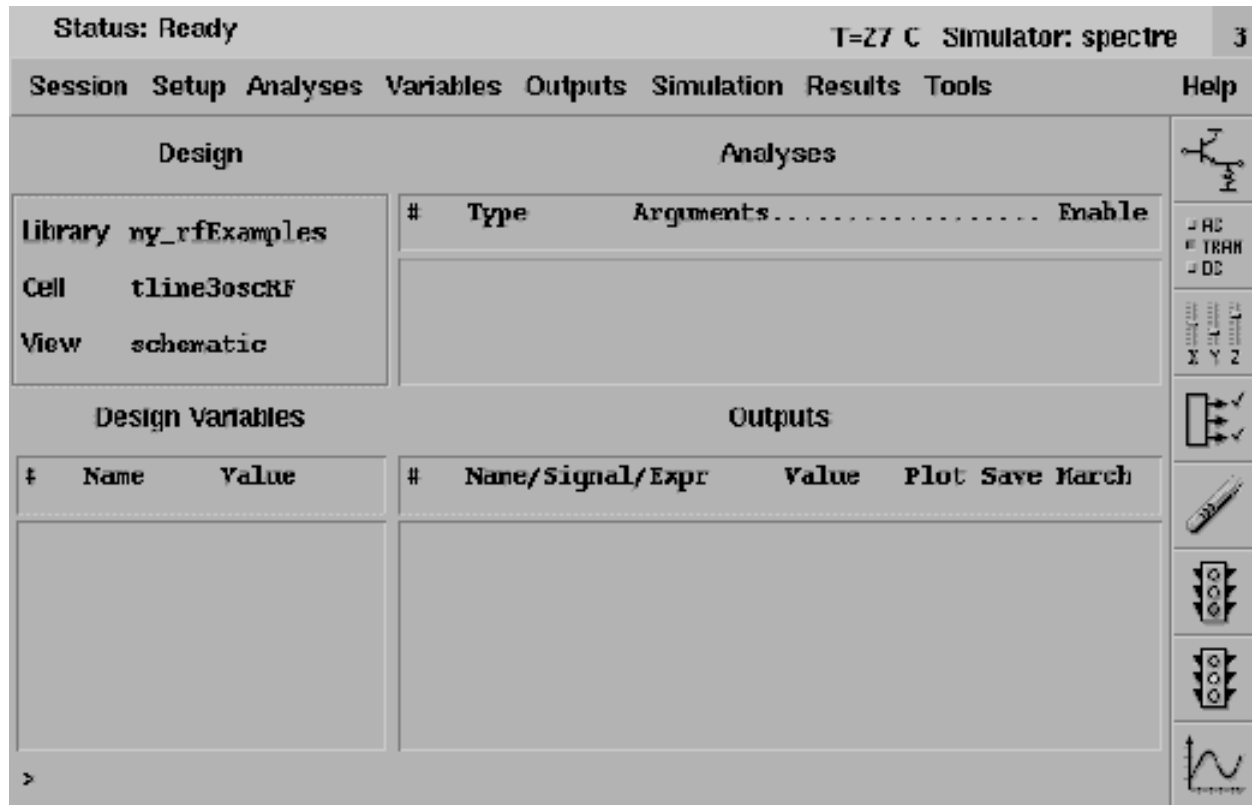 Status: Ready
T=27 C Simulator: spectre 3
Session Setup Analyses Variables Outputs Simulation Results Tools Help
Design
Library my_rfExamples
Cell tline3oscRF
View schematic
Analyses
# Type Arguments................... Enable
Design Variables
# Name Value
Outputs
# Name/Signal/Expr Value Plot Save March
>
AC
TRAN
DC
X Y Z